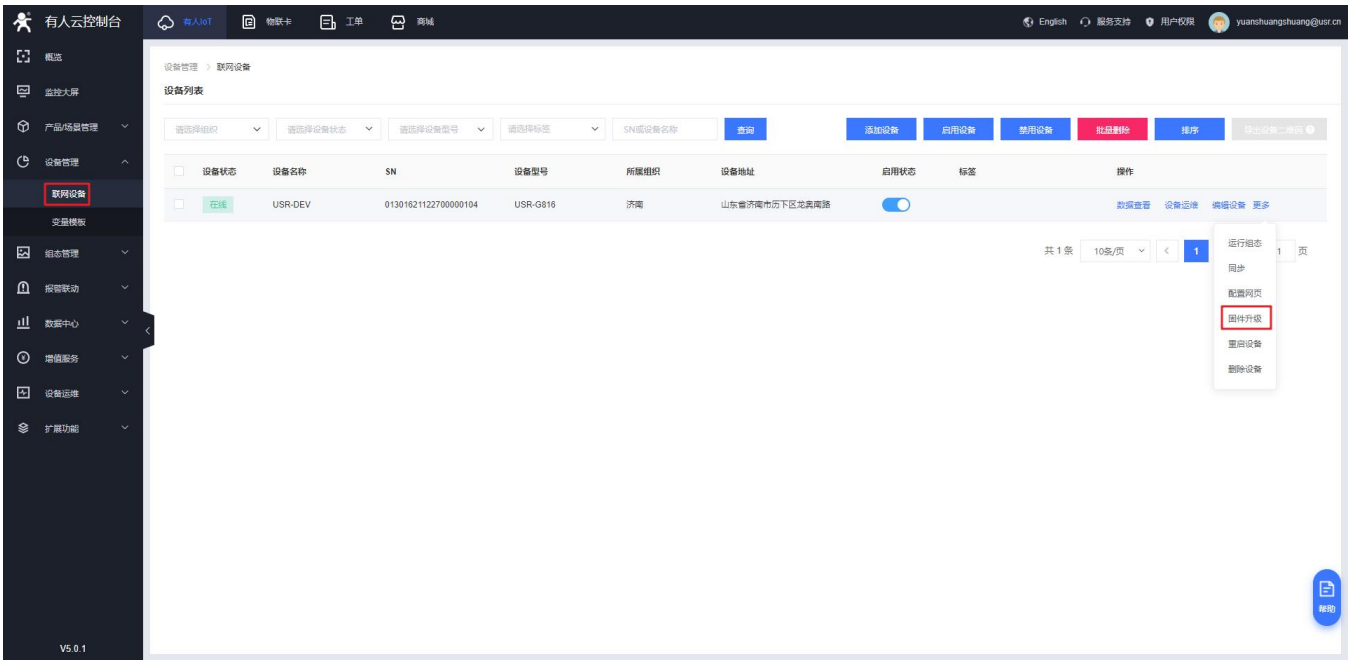 有人云控制台
有人IoT 物联卡 工单 商城 English 服务支持 用户权限 yuanshuangshuang@usr.cn
概览
监控大屏
产品/场景管理
设备管理
联网设备
变量模板
组态管理
报警联动
数据中心
增值服务
设备运维
扩展功能
V5.0.1
设备管理 > 联网设备
设备列表
请选择组织 请选择设备状态 请选择设备型号 请选择标签 SN或设备名称 查询 添加设备 启用设备 禁用设备 批量删除 排序 导出设备二维码
设备状态 设备名称 SN 设备型号 所属组织 设备地址 启用状态 标签 操作
在线 USR-DEV 01301621122700000104 USR-G816 济南 山东省济南市历下区龙奥南路 数据查看 设备运维 编辑设备 更多
共 1 条 10条/页 < 1 1 页
运行组态
同步
配置网页
固件升级
重启设备
删除设备
帮助